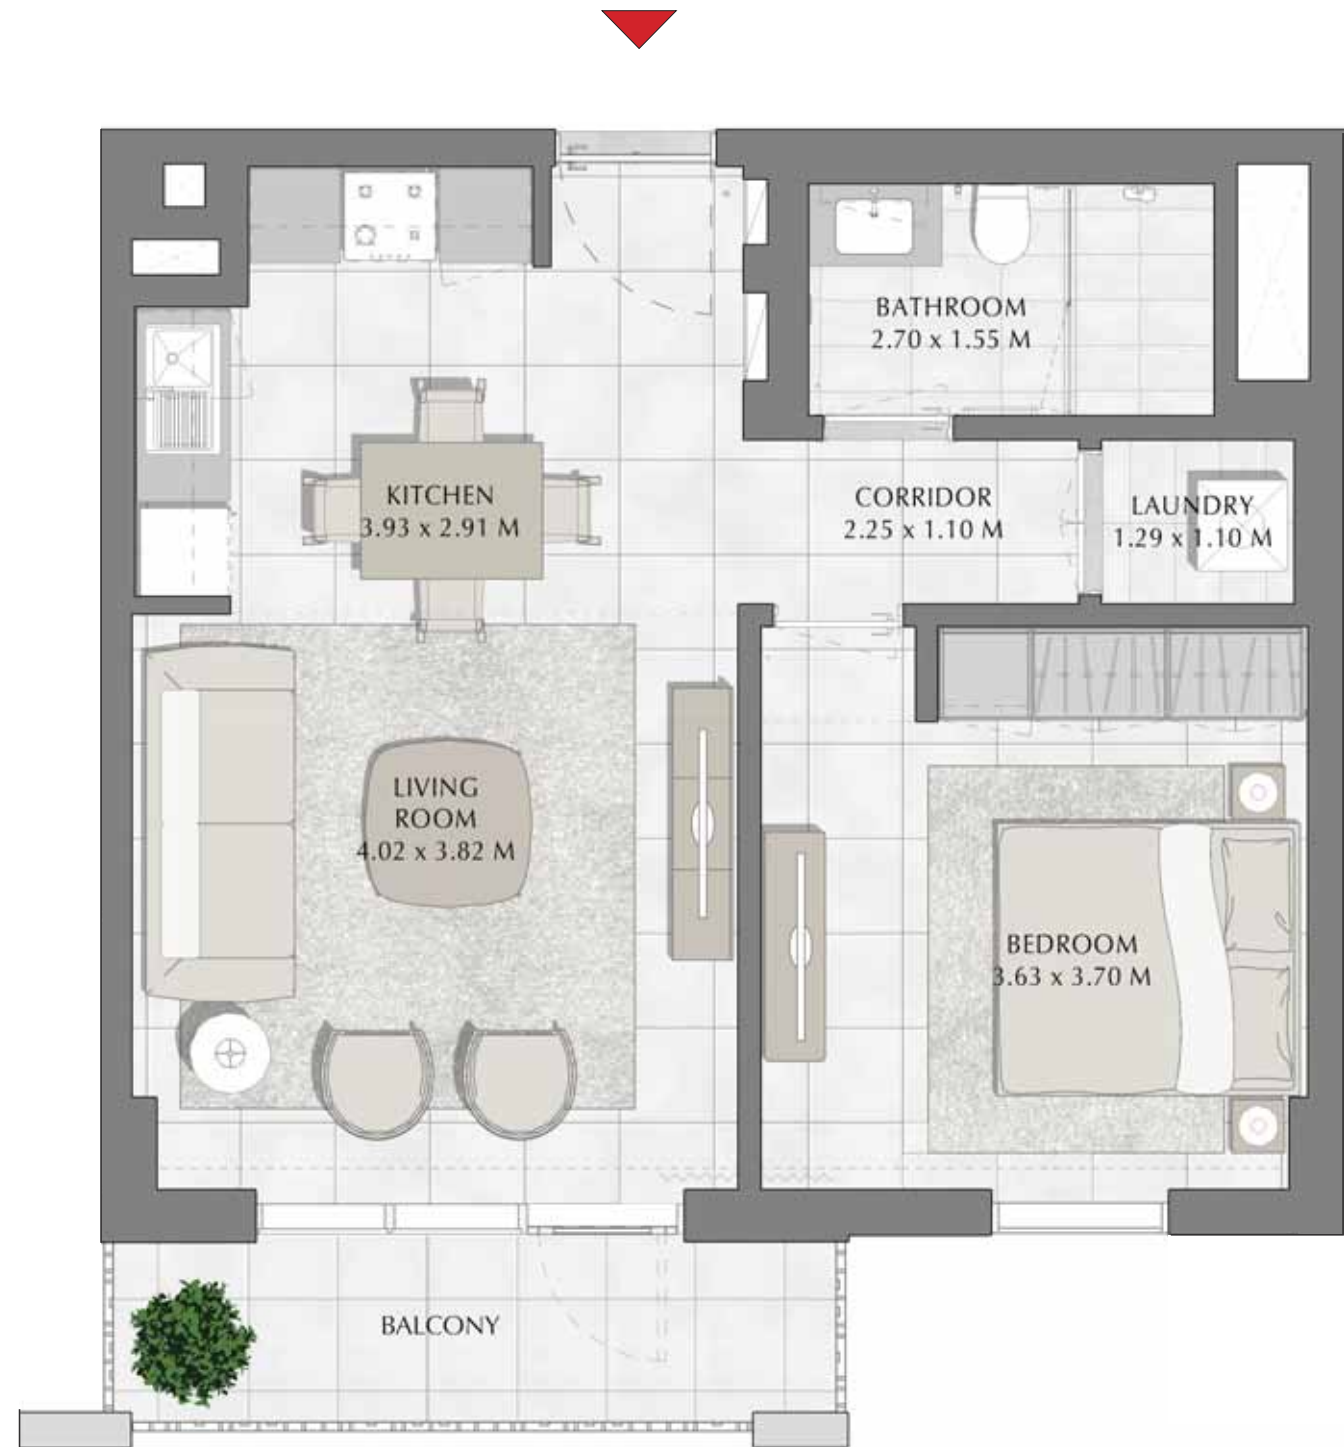 BATHROOM
2.70 x 1.55 M
KITCHEN
3.93 x 2.91 M
CORRIDOR
2.25 x 1.10 M
LAUNDRY
1.29 x 1.10 M
LIVING
ROOM
4.02 x 3.82 M
BEDROOM
3.63 x 3.70 M
BALCONY